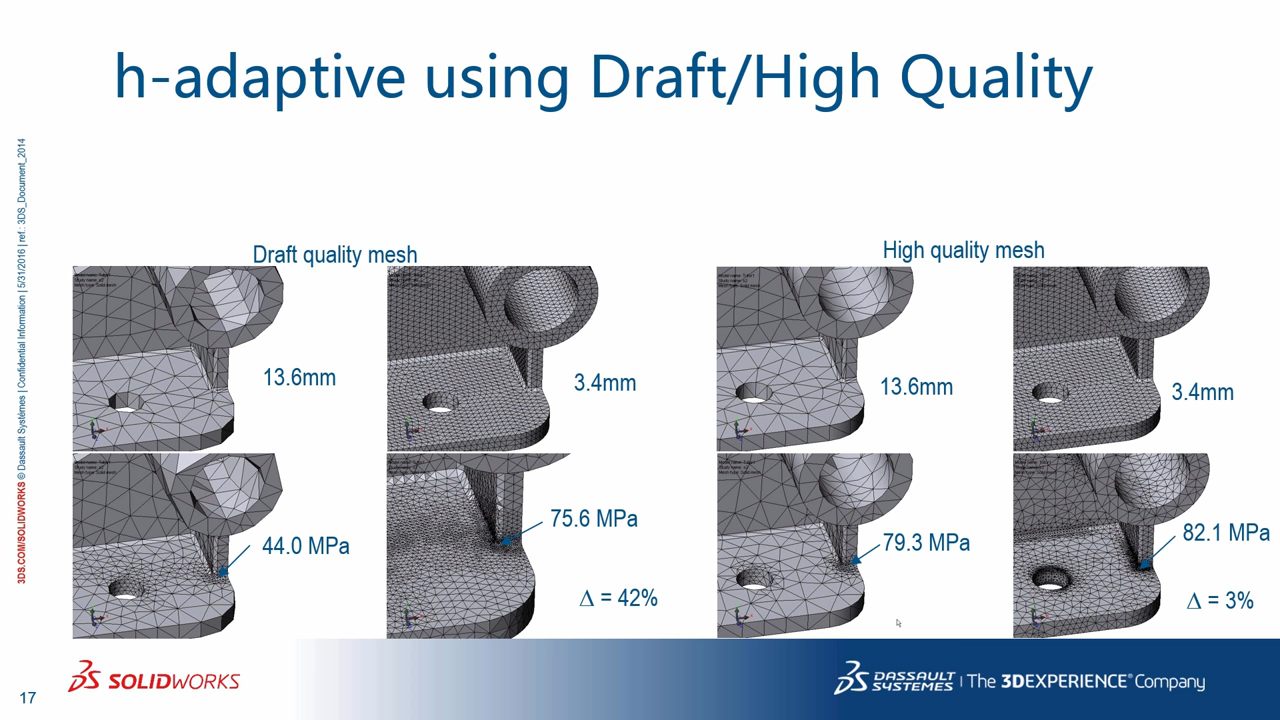 h-adaptive using Draft/High Quality
3DS.COM/SOLIDWORKS © Dassault Systèmes | Confidential Information | 5/31/2016 | ref.: 3DS_Document_2014
Draft quality mesh
High quality mesh
13.6mm
3.4mm
13.6mm
3.4mm
44.0 MPa
75.6 MPa
Δ = 42%
79.3 MPa
82.1 MPa
Δ = 3%
SOLIDWORKS
DASSAULT SYSTEMES | The 3DEXPERIENCE® Company
17